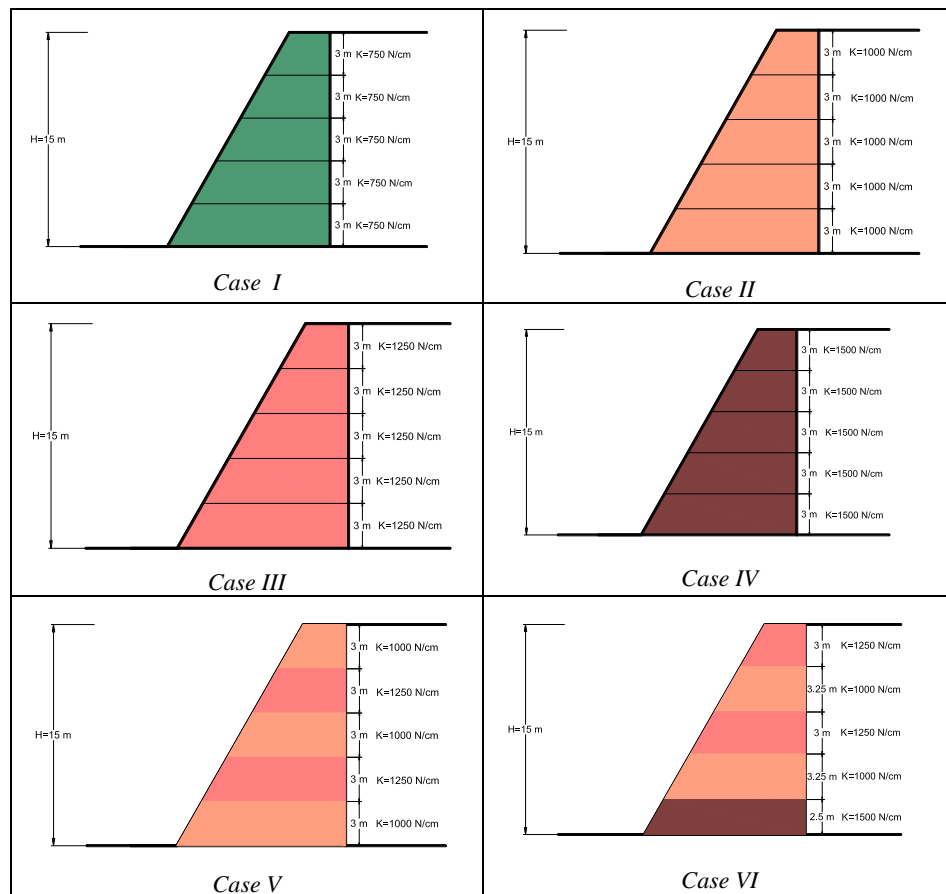 3 m K=750 N/cm
3 m K=750 N/cm
H=15 m
3 m K=750 N/cm
3 m K=750 N/cm
3 m K=750 N/cm
Case I
3 m K=1000 N/cm
3 m K=1000 N/cm
H=15 m
3 m K=1000 N/cm
3 m K=1000 N/cm
3 m K=1000 N/cm
Case II
3 m K=1250 N/cm
3 m K=1250 N/cm
H=15 m
3 m K=1250 N/cm
3 m K=1250 N/cm
3 m K=1250 N/cm
Case III
3 m K=1500 N/cm
3 m K=1500 N/cm
H=15 m
3 m K=1500 N/cm
3 m K=1500 N/cm
3 m K=1500 N/cm
Case IV
3 m K=1000 N/cm
3 m K=1250 N/cm
H=15 m
3 m K=1000 N/cm
3 m K=1250 N/cm
3 m K=1000 N/cm
Case V
3 m K=1250 N/cm
3.25 m K=1000 N/cm
H=15 m
3 m K=1250 N/cm
3.25 m K=1000 N/cm
2.5 m K=1500 N/cm
Case VI